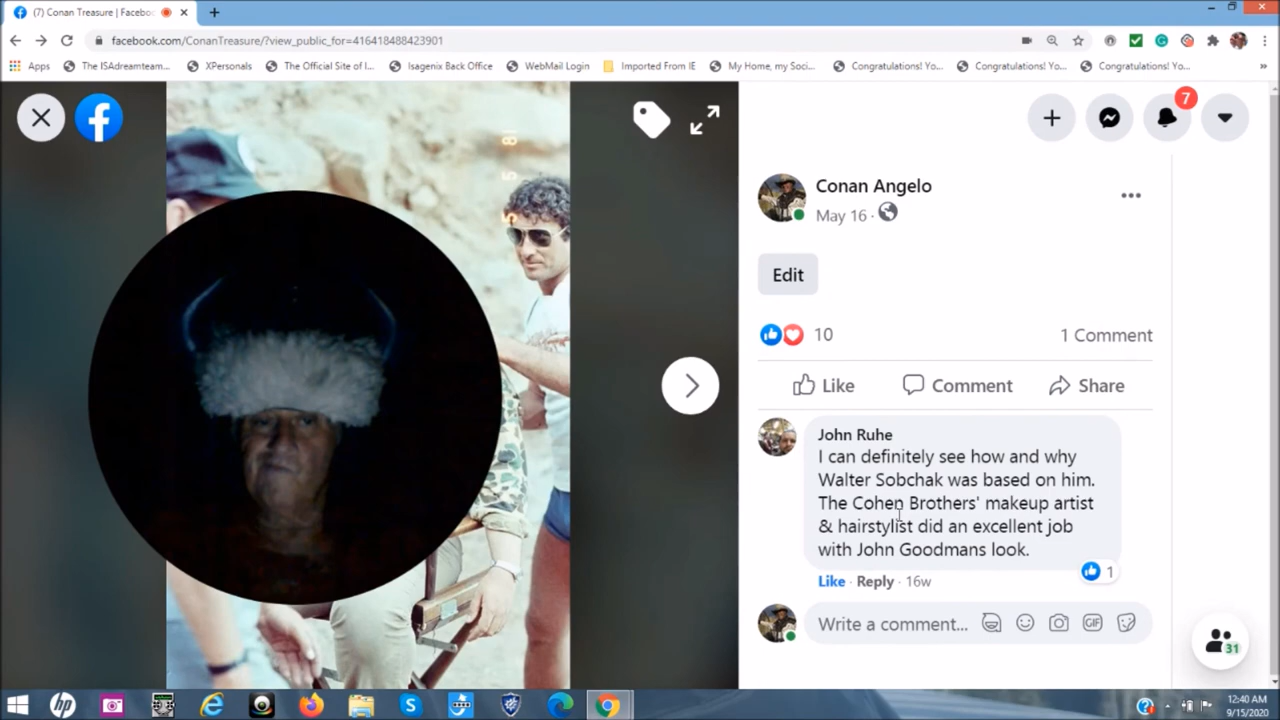 (7) Conan Treasure | Facebo
facebook.com/ConanTreasure/?view_public_for=416418488423901
Apps
The ISAdreamteam...
XPersonals
The Official Site of I...
Isagenix Back Office
WebMail Login
Imported From IE
My Home, my Soci...
Congratulations! Yo...
Congratulations! Yo...
Congratulations! Yo...
»
7
Conan Angelo
May 16 ·
Edit
10
1 Comment
Like
Comment
Share
John Ruhe
I can definitely see how and why
Walter Sobchak was based on him.
The Cohen Brothers' makeup artist
& hairstylist did an excellent job
with John Goodmans look.
1
Like · Reply · 16w
Write a comment...
GIF
31
12:40 AM
9/15/2020